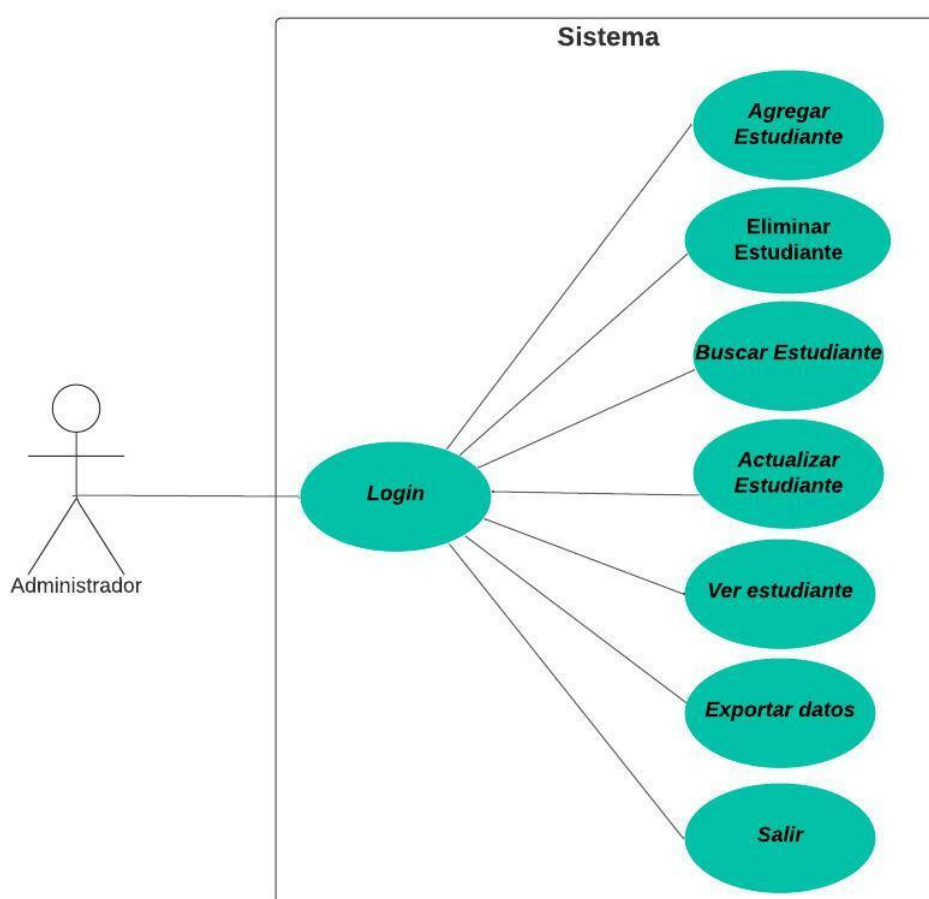 Sistema
Agregar
Estudiante
Eliminar
Estudiante
Buscar Estudiante
Actualizar
Estudiante
Login
Administrador
Ver estudiante
Exportar datos
Salir